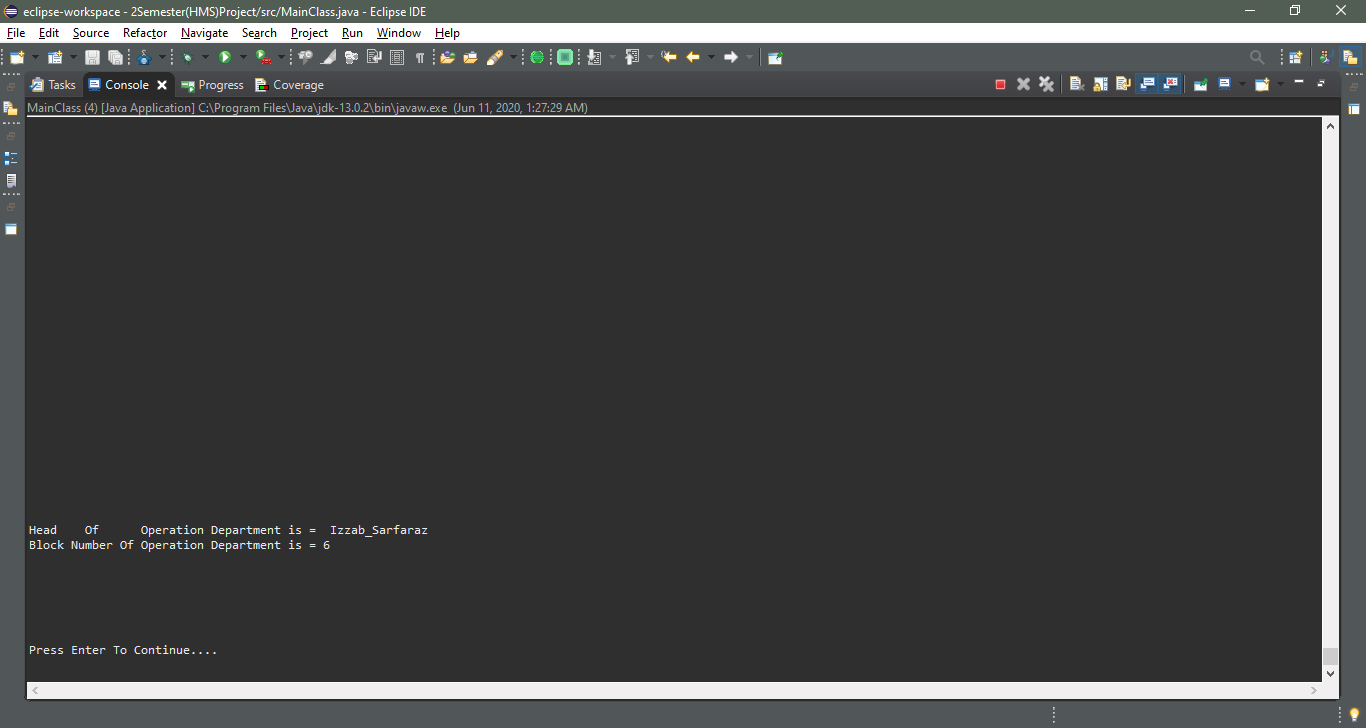 eclipse-workspace - 2Semester(HMS)Project/src/MainClass.java - Eclipse IDE
File Edit Source Refactor Navigate Search Project Run Window Help
Tasks Console Progress Coverage
MainClass (4) [Java Application] C:\Program Files\Java\jdk-13.0.2\bin\javaw.exe (Jun 11, 2020, 1:27:29 AM)
Head    Of      Operation Department is =  Izzab_Sarfaraz
Block Number Of Operation Department is = 6
Press Enter To Continue....